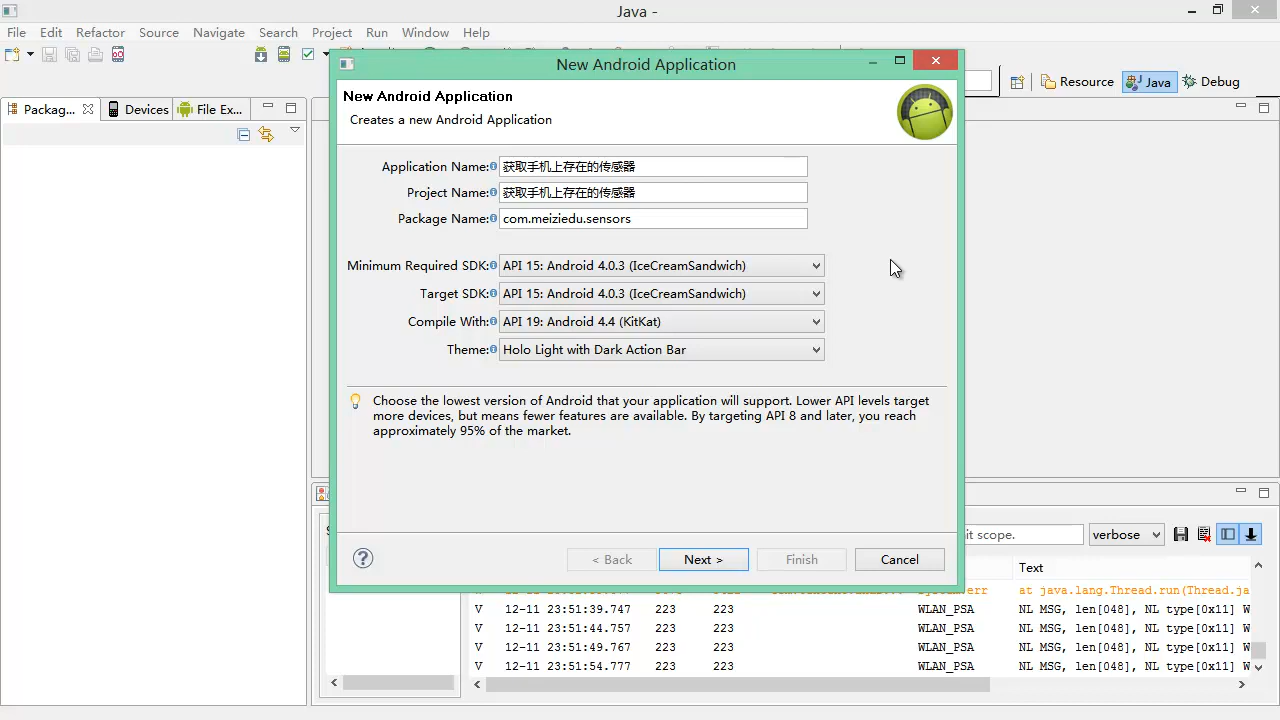 Java -
File Edit Refactor Source Navigate Search Project Run Window Help
Resource Java Debug
Packag... Devices File Ex...
New Android Application
New Android Application
Creates a new Android Application
Application Name: 获取手机上存在的传感器
Project Name: 获取手机上存在的传感器
Package Name: com.meiziedu.sensors
Minimum Required SDK: API 15: Android 4.0.3 (IceCreamSandwich)
Target SDK: API 15: Android 4.0.3 (IceCreamSandwich)
Compile With: API 19: Android 4.4 (KitKat)
Theme: Holo Light with Dark Action Bar
Choose the lowest version of Android that your application will support. Lower API levels target
more devices, but means fewer features are available. By targeting API 8 and later, you reach
approximately 95% of the market.
< Back Next > Finish Cancel
it scope. verbose
Text
at java.lang.Thread.run(Thread.ja
V 12-11 23:51:39.747 223 223 WLAN_PSA NL MSG, len[048], NL type[0x11] W
V 12-11 23:51:44.757 223 223 WLAN_PSA NL MSG, len[048], NL type[0x11] W
V 12-11 23:51:49.767 223 223 WLAN_PSA NL MSG, len[048], NL type[0x11] W
V 12-11 23:51:54.777 223 223 WLAN_PSA NL MSG, len[048], NL type[0x11] W